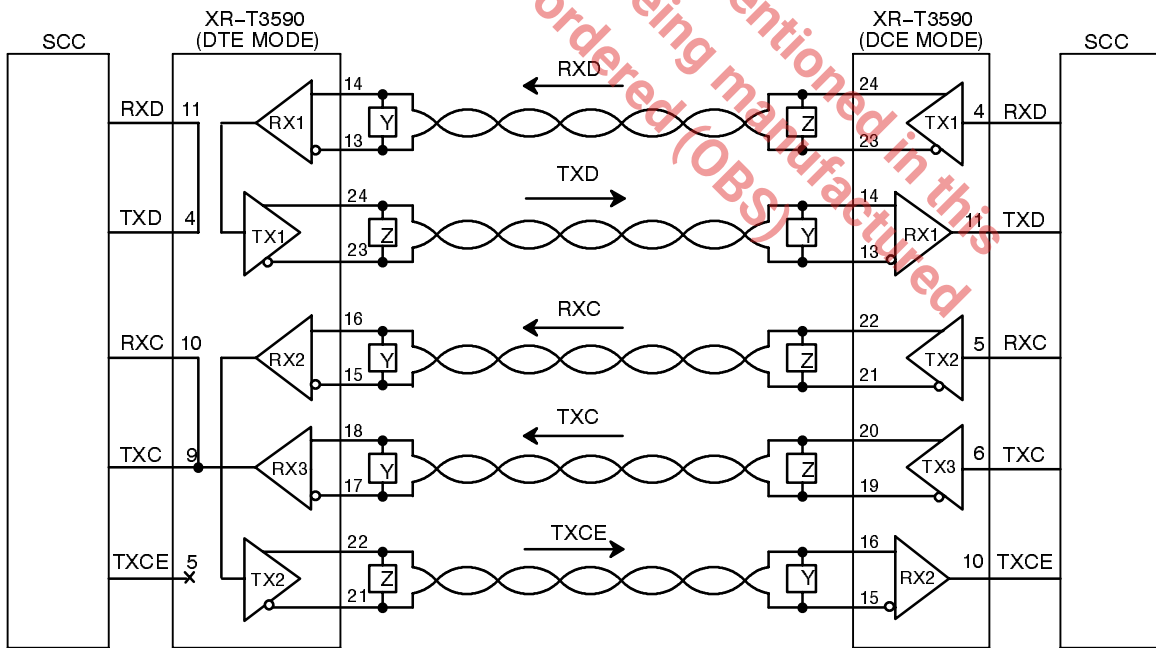 XR–T3590
(DTE MODE)
XR–T3590
(DCE MODE)
SCC
SCC
entioned in this
eing manufactured
ordered (OBS)
RXD 11 RX1 14 Y 13 RXD Z 24 23 TX1 4 RXD
TXD 4 TX1 24 Z 23 TXD Y 14 13 RX1 11 TXD
RXC 10 RX2 16 Y 15 RXC Z 22 21 TX2 5 RXC
TXC 9 RX3 18 Y 17 TXC Z 20 19 TX3 6 TXC
TXCE 5 TX2 22 Z 21 TXCE Y 16 15 RX2 10 TXCE